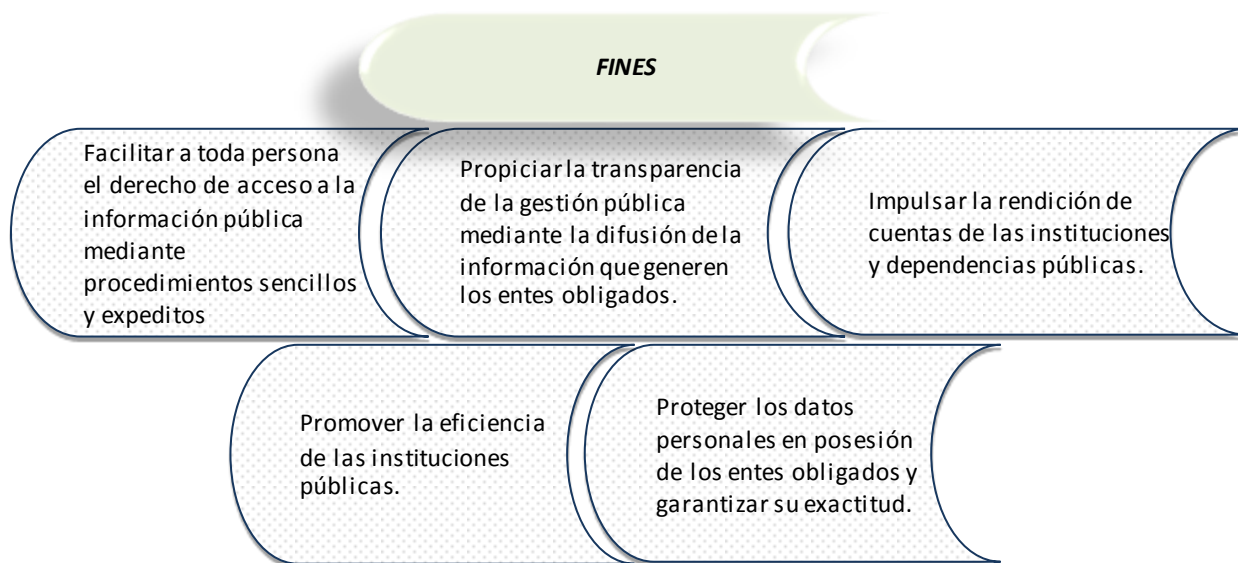 FINES
Facilitar a toda persona
el derecho de acceso a la
información pública
mediante
procedimientos sencillos
y expeditos
Propiciar la transparencia
de la gestión pública
mediante la difusión de la
información que generen
los entes obligados.
Impulsar la rendición de
cuentas de las instituciones
y dependencias públicas.
Promover la eficiencia
de las instituciones
públicas.
Proteger los datos
personales en posesión
de los entes obligados y
garantizar su exactitud.